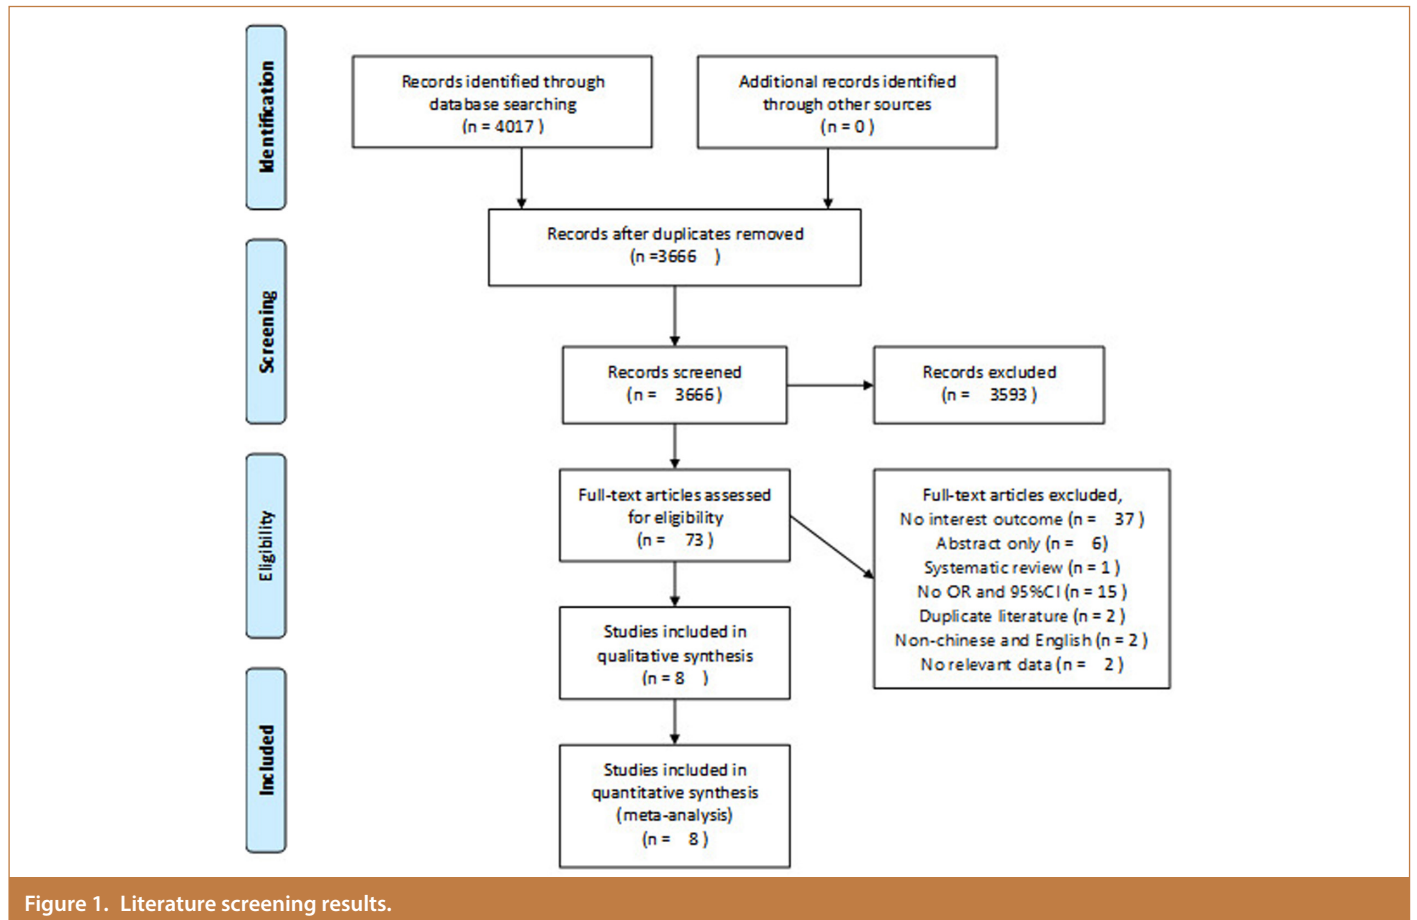 Identification
Records identified through
database searching
(n = 4017 )
Additional records identified
through other sources
(n = 0 )
Records after duplicates removed
(n =3666 )
Screening
Records screened
(n = 3666 )
Records excluded
(n = 3593 )
Eligibility
Full-text articles assessed
for eligibility
(n = 73 )
Full-text articles excluded,
No interest outcome (n = 37 )
Abstract only (n = 6)
Systematic review (n = 1 )
No OR and 95%CI (n = 15 )
Duplicate literature (n = 2 )
Non-chinese and English (n = 2 )
No relevant data (n = 2 )
Studies included in
qualitative synthesis
(n = 8 )
Included
Studies included in
quantitative synthesis
(meta-analysis)
(n = 8 )
Figure 1. Literature screening results.